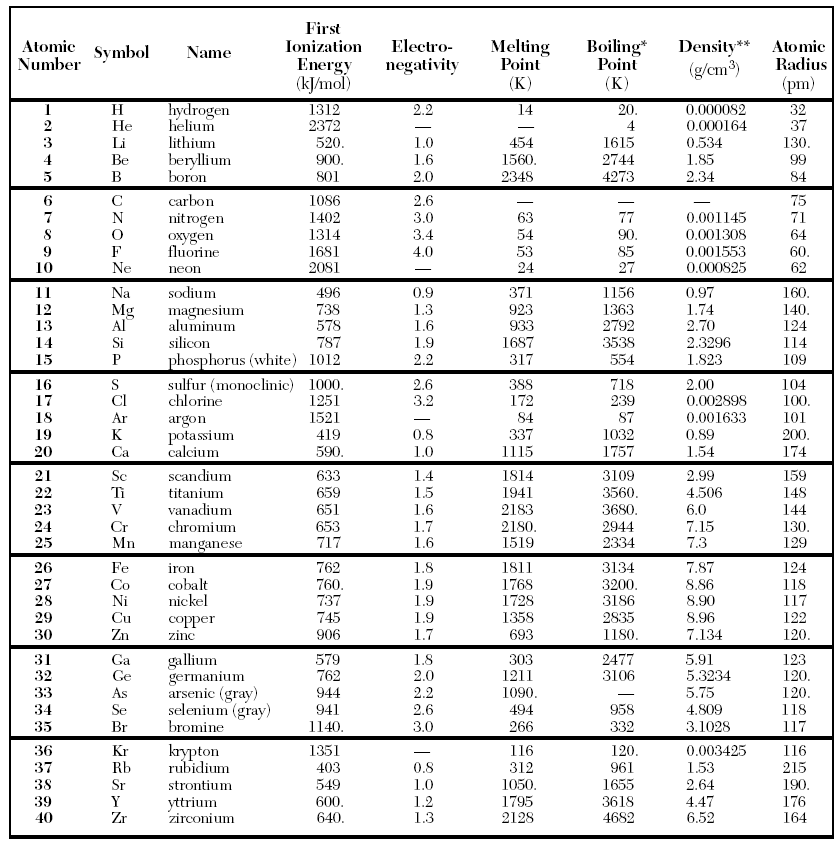 First
Atomic Symbol Name Ionization Electro- Melting Boiling* Density** Atomic
Number Energy negativity Point Point (g/cm3) Radius
(kJ/mol) (K) (K) (pm)
1 H hydrogen 1312 2.2 14 20. 0.000082 32
2 He helium 2372 — — 4 0.000164 37
3 Li lithium 520. 1.0 454 1615 0.534 130.
4 Be beryllium 900. 1.6 1560. 2744 1.85 99
5 B boron 801 2.0 2348 4273 2.34 84
6 C carbon 1086 2.6 — — — 75
7 N nitrogen 1402 3.0 63 77 0.001145 71
8 O oxygen 1314 3.4 54 90. 0.001308 64
9 F fluorine 1681 4.0 53 85 0.001553 60.
10 Ne neon 2081 — 24 27 0.000825 62
11 Na sodium 496 0.9 371 1156 0.97 160.
12 Mg magnesium 738 1.3 923 1363 1.74 140.
13 Al aluminum 578 1.6 933 2792 2.70 124
14 Si silicon 787 1.9 1687 3538 2.3296 114
15 P phosphorus (white) 1012 2.2 317 554 1.823 109
16 S sulfur (monoclinic) 1000. 2.6 388 718 2.00 104
17 Cl chlorine 1251 3.2 172 239 0.002898 100.
18 Ar argon 1521 — 84 87 0.001633 101
19 K potassium 419 0.8 337 1032 0.89 200.
20 Ca calcium 590. 1.0 1115 1757 1.54 174
21 Sc scandium 633 1.4 1814 3109 2.99 159
22 Ti titanium 659 1.5 1941 3560. 4.506 148
23 V vanadium 651 1.6 2183 3680. 6.0 144
24 Cr chromium 653 1.7 2180. 2944 7.15 130.
25 Mn manganese 717 1.6 1519 2334 7.3 129
26 Fe iron 762 1.8 1811 3134 7.87 124
27 Co cobalt 760. 1.9 1768 3200. 8.86 118
28 Ni nickel 737 1.9 1728 3186 8.90 117
29 Cu copper 745 1.9 1358 2835 8.96 122
30 Zn zinc 906 1.7 693 1180. 7.134 120.
31 Ga gallium 579 1.8 303 2477 5.91 123
32 Ge germanium 762 2.0 1211 3106 5.3234 120.
33 As arsenic (gray) 944 2.2 1090. — 5.75 120.
34 Se selenium (gray) 941 2.6 494 958 4.809 118
35 Br bromine 1140. 3.0 266 332 3.1028 117
36 Kr krypton 1351 — 116 120. 0.003425 116
37 Rb rubidium 403 0.8 312 961 1.53 215
38 Sr strontium 549 1.0 1050. 1655 2.64 190.
39 Y yttrium 600. 1.2 1795 3618 4.47 176
40 Zr zirconium 640. 1.3 2128 4682 6.52 164